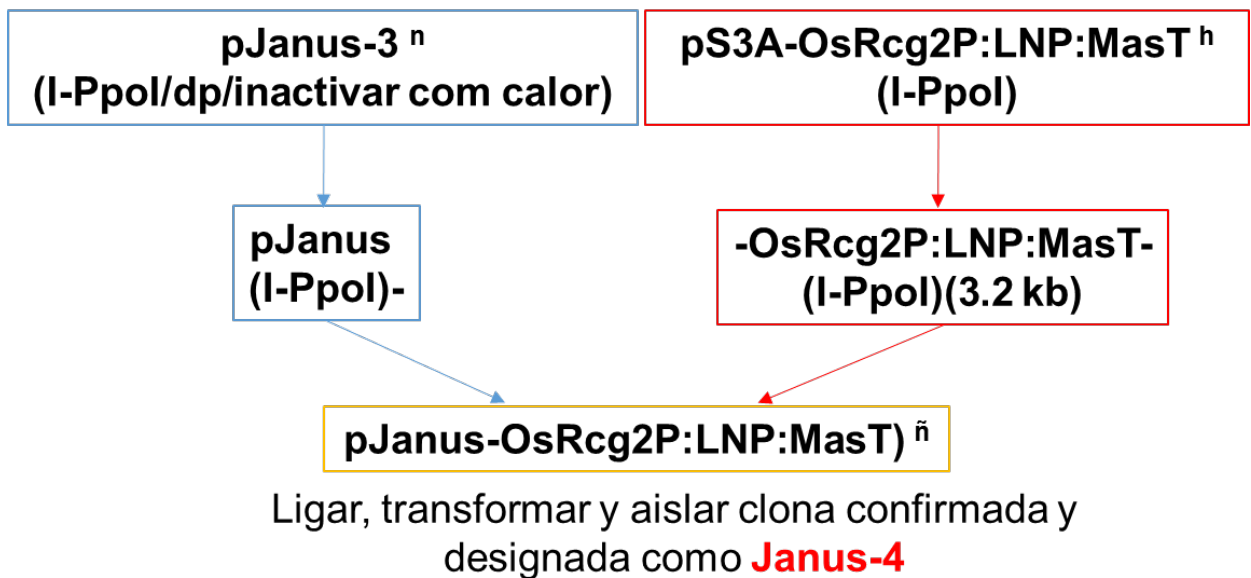 pJanus-3 ⁿ
(I-PpoI/dp/inactivar com calor)
pS3A-OsRcg2P:LNP:MasT ʰ
(I-PpoI)
pJanus
(I-PpoI)-
-OsRcg2P:LNP:MasT-
(I-PpoI)(3.2 kb)
pJanus-OsRcg2P:LNP:MasT) ñ
Ligar, transformar y aislar clona confirmada y
designada como Janus-4